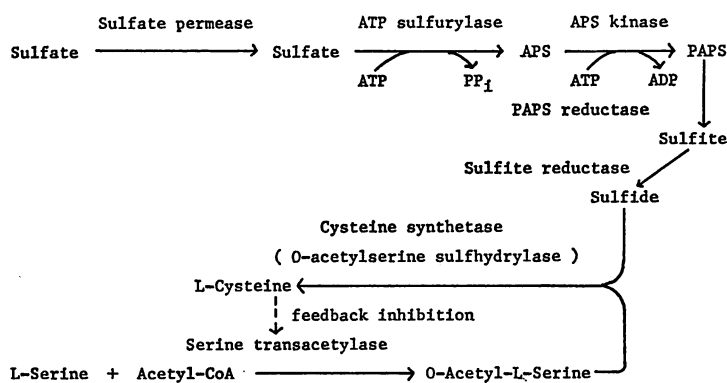 Sulfate permease ATP sulfurylase APS kinase
Sulfate Sulfate APS PAPS
ATP PPi ATP ADP
PAPS reductase
Sulfite
Sulfite reductase
Sulfide
Cysteine synthetase
( O-acetylserine sulfhydrylase )
L-Cysteine
feedback inhibition
Serine transacetylase
L-Serine + Acetyl-CoA O-Acetyl-L-Serine